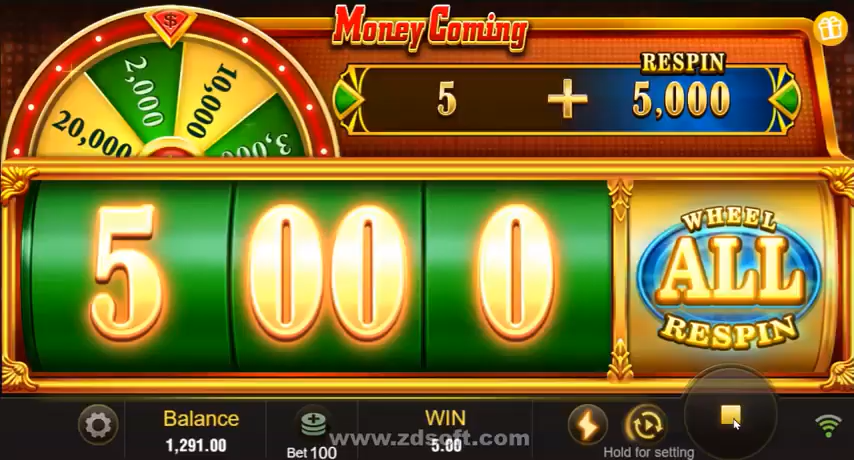 $
Money Coming
RESPIN
5 + 5,000
20,000
2,000
10,000
3,000
5 00 0
WHEEL
ALL
RESPIN
Balance
1,291.00
Bet 100
WIN
5.00
Hold for setting
www.zdsoft.com